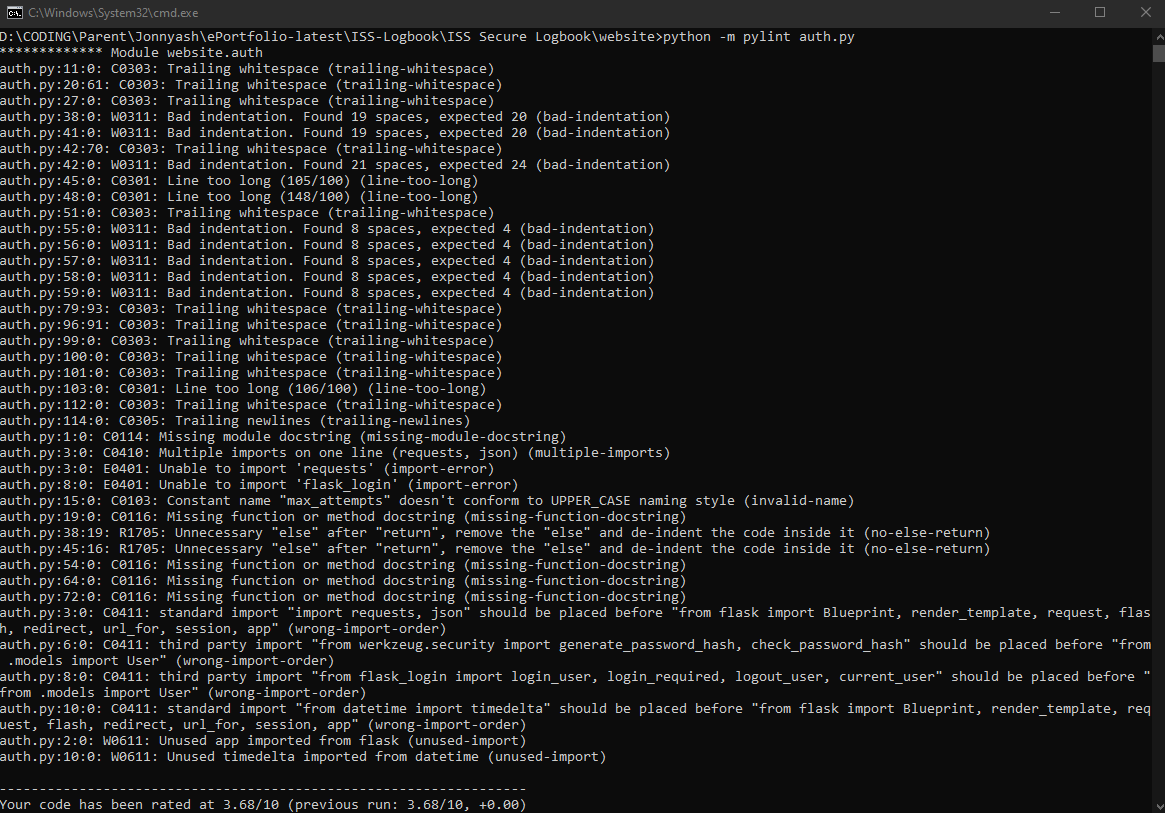 C:\Windows\System32\cmd.exe
D:\CODING\Parent\Jonnyash\ePortfolio-latest\ISS-Logbook\ISS Secure Logbook\website>python -m pylint auth.py
************* Module website.auth
auth.py:11:0: C0303: Trailing whitespace (trailing-whitespace)
auth.py:20:61: C0303: Trailing whitespace (trailing-whitespace)
auth.py:27:0: C0303: Trailing whitespace (trailing-whitespace)
auth.py:38:0: W0311: Bad indentation. Found 19 spaces, expected 20 (bad-indentation)
auth.py:41:0: W0311: Bad indentation. Found 19 spaces, expected 20 (bad-indentation)
auth.py:42:70: C0303: Trailing whitespace (trailing-whitespace)
auth.py:42:0: W0311: Bad indentation. Found 21 spaces, expected 24 (bad-indentation)
auth.py:45:0: C0301: Line too long (105/100) (line-too-long)
auth.py:48:0: C0301: Line too long (148/100) (line-too-long)
auth.py:51:0: C0303: Trailing whitespace (trailing-whitespace)
auth.py:55:0: W0311: Bad indentation. Found 8 spaces, expected 4 (bad-indentation)
auth.py:56:0: W0311: Bad indentation. Found 8 spaces, expected 4 (bad-indentation)
auth.py:57:0: W0311: Bad indentation. Found 8 spaces, expected 4 (bad-indentation)
auth.py:58:0: W0311: Bad indentation. Found 8 spaces, expected 4 (bad-indentation)
auth.py:59:0: W0311: Bad indentation. Found 8 spaces, expected 4 (bad-indentation)
auth.py:79:93: C0303: Trailing whitespace (trailing-whitespace)
auth.py:96:91: C0303: Trailing whitespace (trailing-whitespace)
auth.py:99:0: C0303: Trailing whitespace (trailing-whitespace)
auth.py:100:0: C0303: Trailing whitespace (trailing-whitespace)
auth.py:101:0: C0303: Trailing whitespace (trailing-whitespace)
auth.py:103:0: C0301: Line too long (106/100) (line-too-long)
auth.py:112:0: C0303: Trailing whitespace (trailing-whitespace)
auth.py:114:0: C0305: Trailing newlines (trailing-newlines)
auth.py:1:0: C0114: Missing module docstring (missing-module-docstring)
auth.py:3:0: C0410: Multiple imports on one line (requests, json) (multiple-imports)
auth.py:3:0: E0401: Unable to import 'requests' (import-error)
auth.py:8:0: E0401: Unable to import 'flask_login' (import-error)
auth.py:15:0: C0103: Constant name "max_attempts" doesn't conform to UPPER_CASE naming style (invalid-name)
auth.py:19:0: C0116: Missing function or method docstring (missing-function-docstring)
auth.py:38:19: R1705: Unnecessary "else" after "return", remove the "else" and de-indent the code inside it (no-else-return)
auth.py:45:16: R1705: Unnecessary "else" after "return", remove the "else" and de-indent the code inside it (no-else-return)
auth.py:54:0: C0116: Missing function or method docstring (missing-function-docstring)
auth.py:64:0: C0116: Missing function or method docstring (missing-function-docstring)
auth.py:72:0: C0116: Missing function or method docstring (missing-function-docstring)
auth.py:3:0: C0411: standard import "import requests, json" should be placed before "from flask import Blueprint, render_template, request, flas
h, redirect, url_for, session, app" (wrong-import-order)
auth.py:6:0: C0411: third party import "from werkzeug.security import generate_password_hash, check_password_hash" should be placed before "from
 .models import User" (wrong-import-order)
auth.py:8:0: C0411: third party import "from flask_login import login_user, login_required, logout_user, current_user" should be placed before "
from .models import User" (wrong-import-order)
auth.py:10:0: C0411: standard import "from datetime import timedelta" should be placed before "from flask import Blueprint, render_template, req
uest, flash, redirect, url_for, session, app" (wrong-import-order)
auth.py:2:0: W0611: Unused app imported from flask (unused-import)
auth.py:10:0: W0611: Unused timedelta imported from datetime (unused-import)
------------------------------------------------------------------
Your code has been rated at 3.68/10 (previous run: 3.68/10, +0.00)